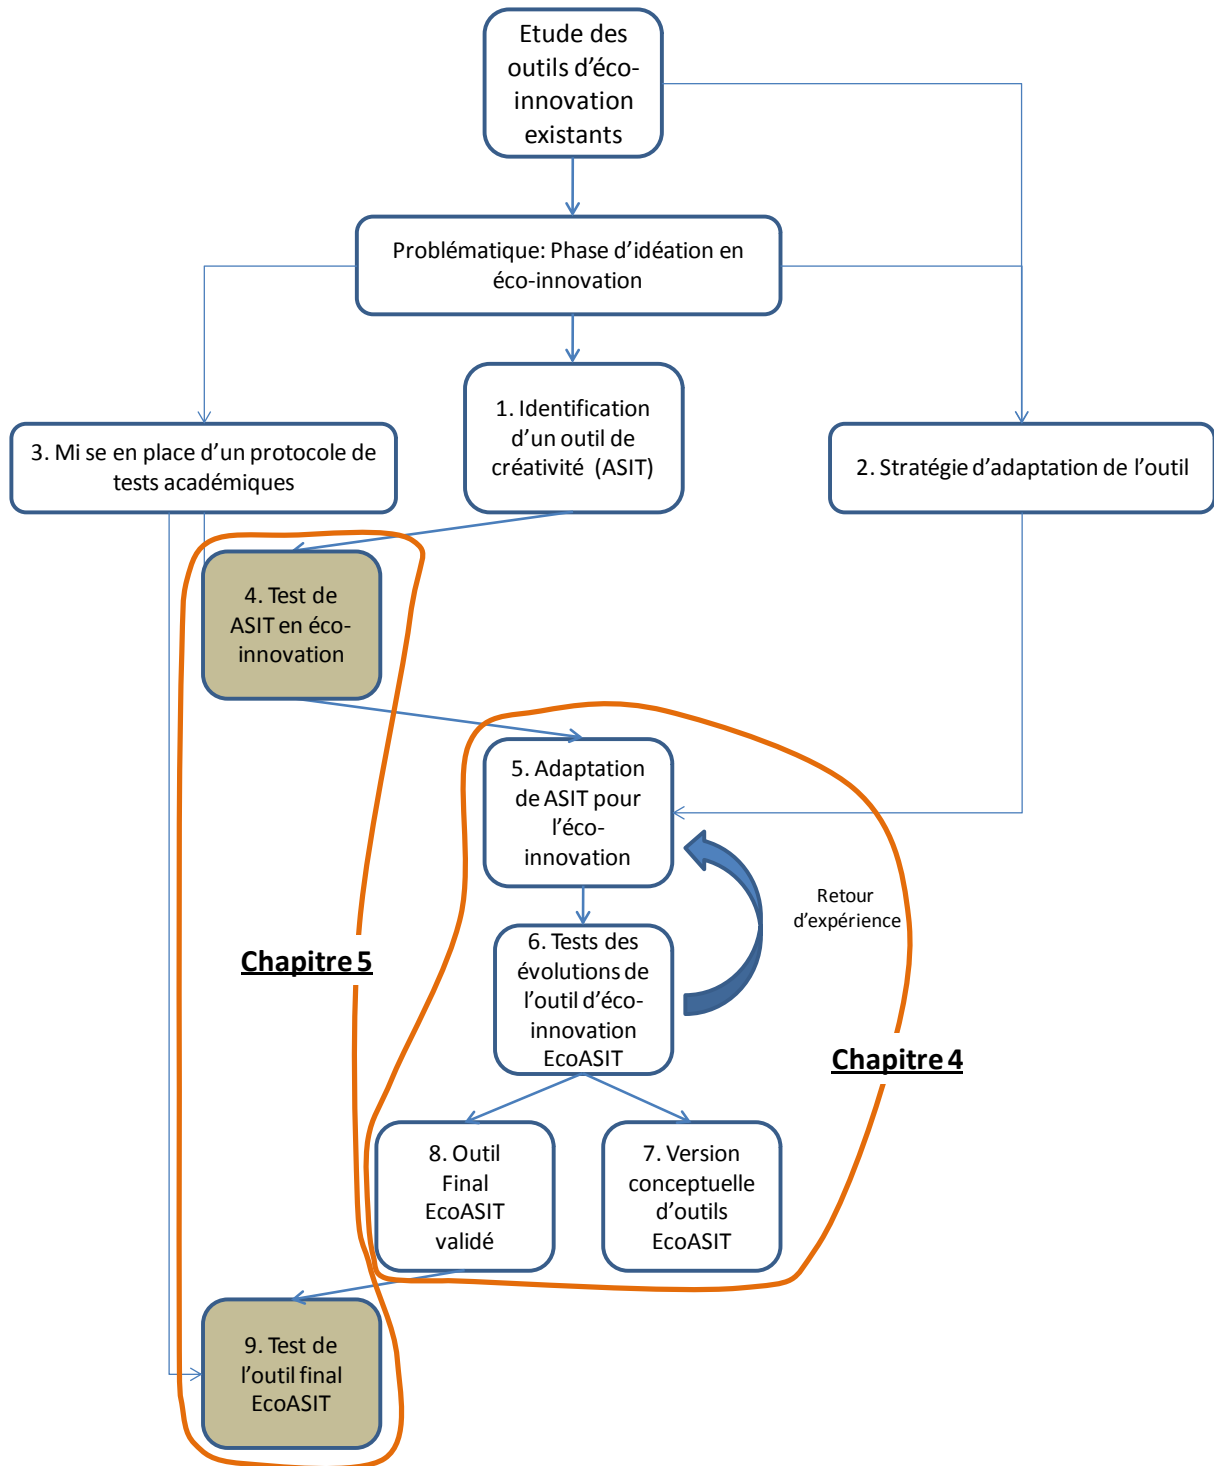 Etude des
outils d'éco-
innovation
existants
Problématique: Phase d'idéation en
éco-innovation
1. Identification
d'un outil de
créativité (ASIT)
3. Mi se en place d'un protocole de
tests académiques
2. Stratégie d'adaptation de l'outil
4. Test de
ASIT en éco-
innovation
5. Adaptation
de ASIT pour
l'éco-
innovation
Retour
d'expérience
6. Tests des
évolutions de
l'outil d'éco-
innovation
EcoASIT
Chapitre 5
Chapitre 4
8. Outil
Final
EcoASIT
validé
7. Version
conceptuelle
d'outils
EcoASIT
9. Test de
l'outil final
EcoASIT